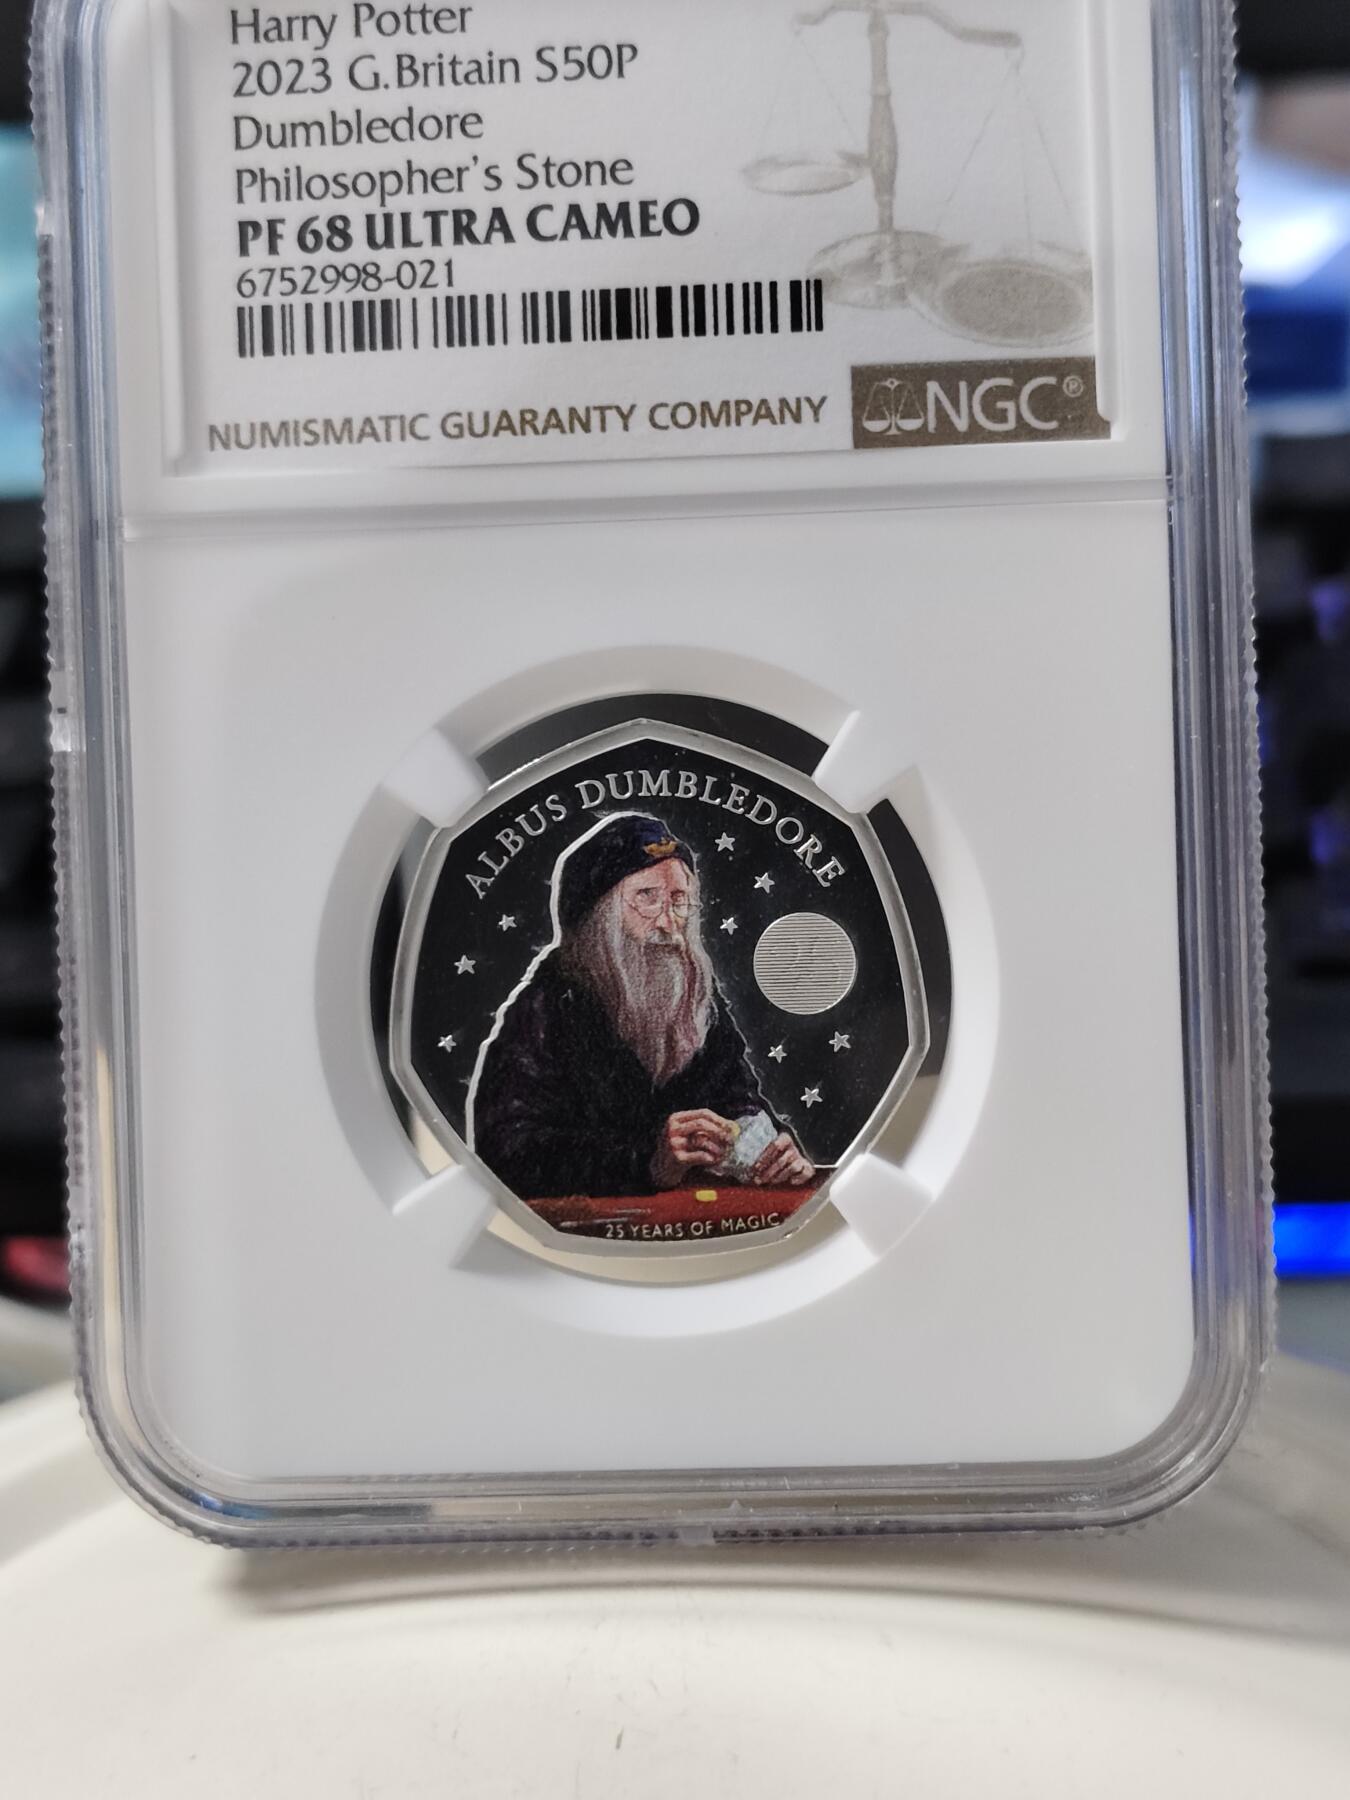 Harry Potter
2023 G.Britain S50P
Dumbledore
Philosopher's Stone
PF 68 ULTRA CAMEO
6752998-021
NUMISMATIC GUARANTY COMPANY NGC®
ALBUS DUMBLEDORE
25 YEARS OF MAGIC